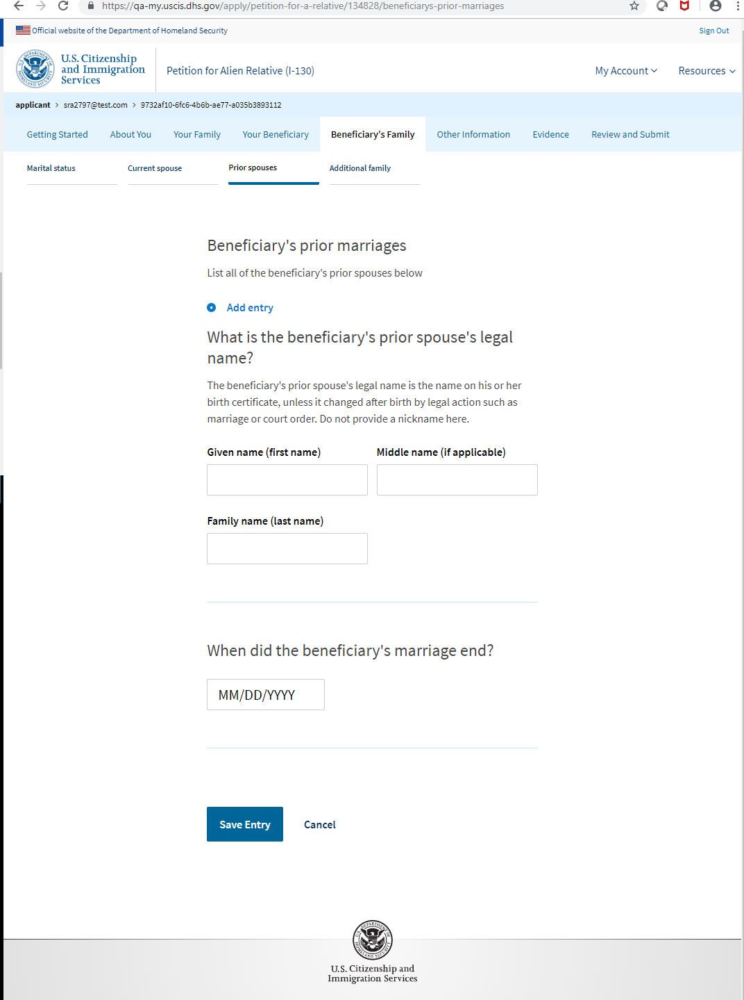 https://qa-my.uscis.dhs.gov/apply/petition-for-a-relative/134828/beneficiarys-prior-marriages
Official website of the Department of Homeland Security
Sign Out
U.S. Citizenship
and Immigration
Services
Petition for Alien Relative (I-130)
My Account
Resources
applicant > sra2797@test.com > 9732af10-6fc6-4b6b-ae77-a035b3893112
Getting Started
About You
Your Family
Your Beneficiary
Beneficiary's Family
Other Information
Evidence
Review and Submit
Marital status
Current spouse
Prior spouses
Additional family
Beneficiary's prior marriages
List all of the beneficiary's prior spouses below
Add entry
What is the beneficiary's prior spouse's legal
name?
The beneficiary's prior spouse's legal name is the name on his or her
birth certificate, unless it changed after birth by legal action such as
marriage or court order. Do not provide a nickname here.
Given name (first name)
Middle name (if applicable)
Family name (last name)
When did the beneficiary's marriage end?
MM/DD/YYYY
Save Entry
Cancel
U.S. DEPARTMENT OF HOMELAND SECURITY
U.S. Citizenship and
Immigration Services